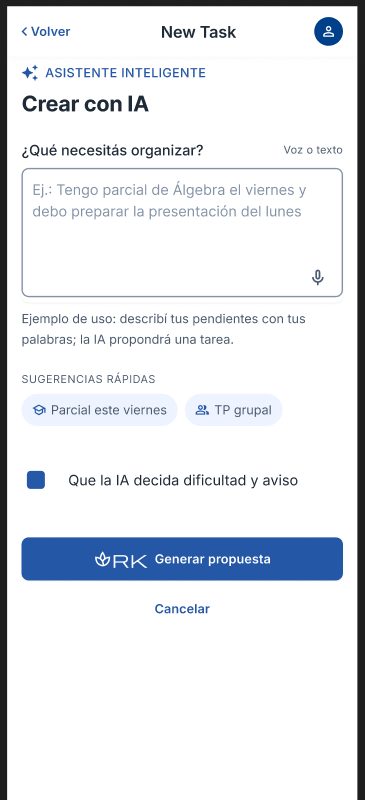 Volver
New Task
ASISTENTE INTELIGENTE
Crear con IA
¿Qué necesitás organizar?
Voz o texto
Ej.: Tengo parcial de Álgebra el viernes y
debo preparar la presentación del lunes
Ejemplo de uso: describí tus pendientes con tus
palabras; la IA propondrá una tarea.
SUGERENCIAS RÁPIDAS
Parcial este viernes
TP grupal
Que la IA decida dificultad y aviso
RK Generar propuesta
Cancelar